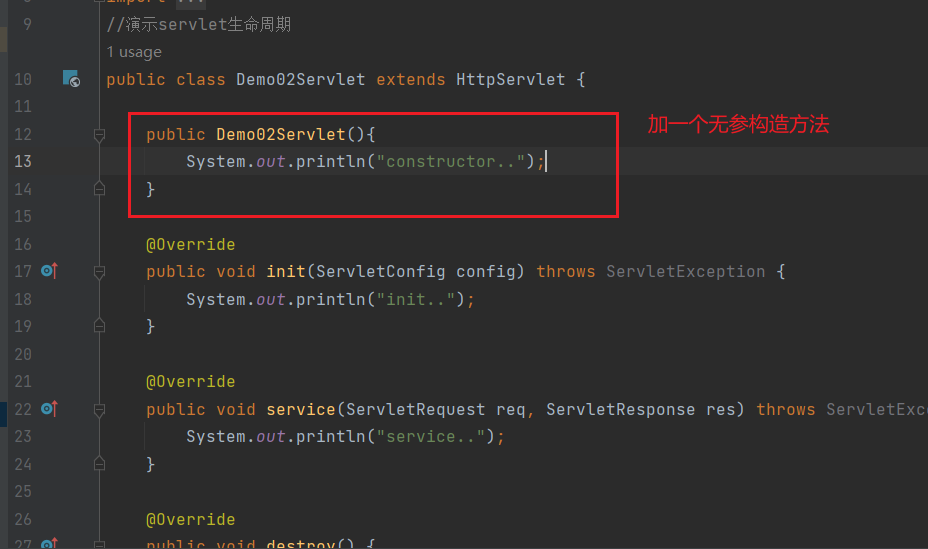 import ...
9 //演示servlet生命周期
1 usage
10 public class Demo02Servlet extends HttpServlet {
11
12 public Demo02Servlet(){
加一个无参构造方法
13 System.out.println("constructor..");
14 }
15
16 @Override
17 public void init(ServletConfig config) throws ServletException {
18 System.out.println("init..");
19 }
20
21 @Override
22 public void service(ServletRequest req, ServletResponse res) throws ServletExc
23 System.out.println("service..");
24 }
25
26 @Override
27 public void destroy() {